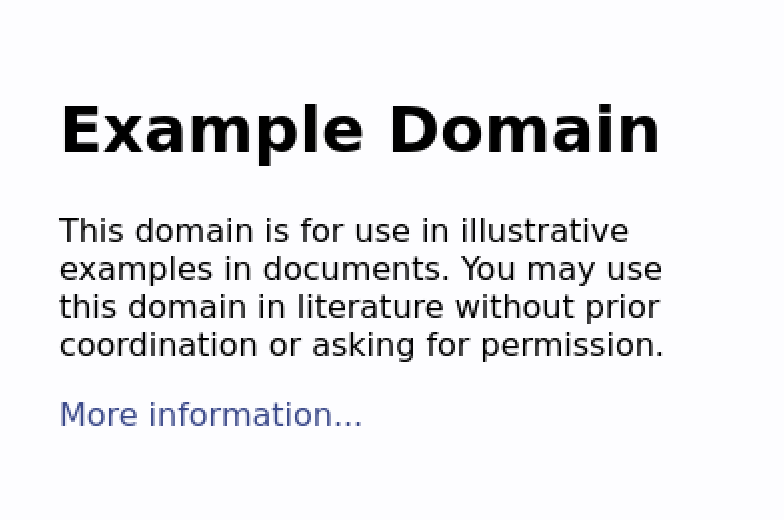 Example Domain
This domain is for use in illustrative
examples in documents. You may use
this domain in literature without prior
coordination or asking for permission.
More information...